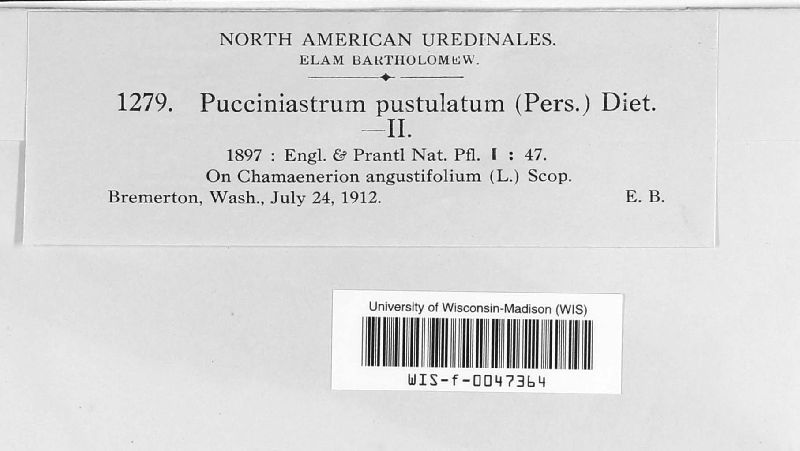 NORTH AMERICAN UREDINALES.
ELAM BARTHOLOMEW.
1279. Pucciniastrum pustulatum (Pers.) Diet.
—II.
1897 : Engl. & Prantl Nat. Pfl. I : 47.
On Chamaenerion angustifolium (L.) Scop.
Bremerton, Wash., July 24, 1912. E. B.
University of Wisconsin-Madison (WIS)
WIS-f-0047364